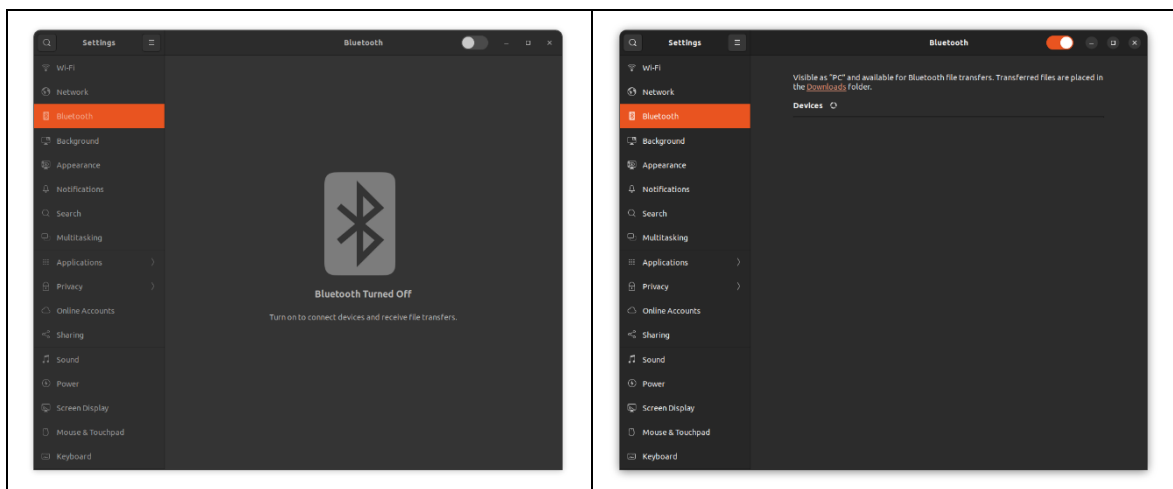 Settings
Bluetooth
Wi-Fi
Network
Bluetooth
Background
Appearance
Notifications
Search
Multitasking
Applications
Privacy
Online Accounts
Sharing
Sound
Power
Screen Display
Mouse & Touchpad
Keyboard
Bluetooth Turned Off
Turn on to connect devices and receive file transfers.
Settings
Bluetooth
Wi-Fi
Network
Bluetooth
Background
Appearance
Notifications
Search
Multitasking
Applications
Privacy
Online Accounts
Sharing
Sound
Power
Screen Display
Mouse & Touchpad
Keyboard
Visible as "PC" and available for Bluetooth file transfers. Transferred files are placed in
the Downloads folder.
Devices